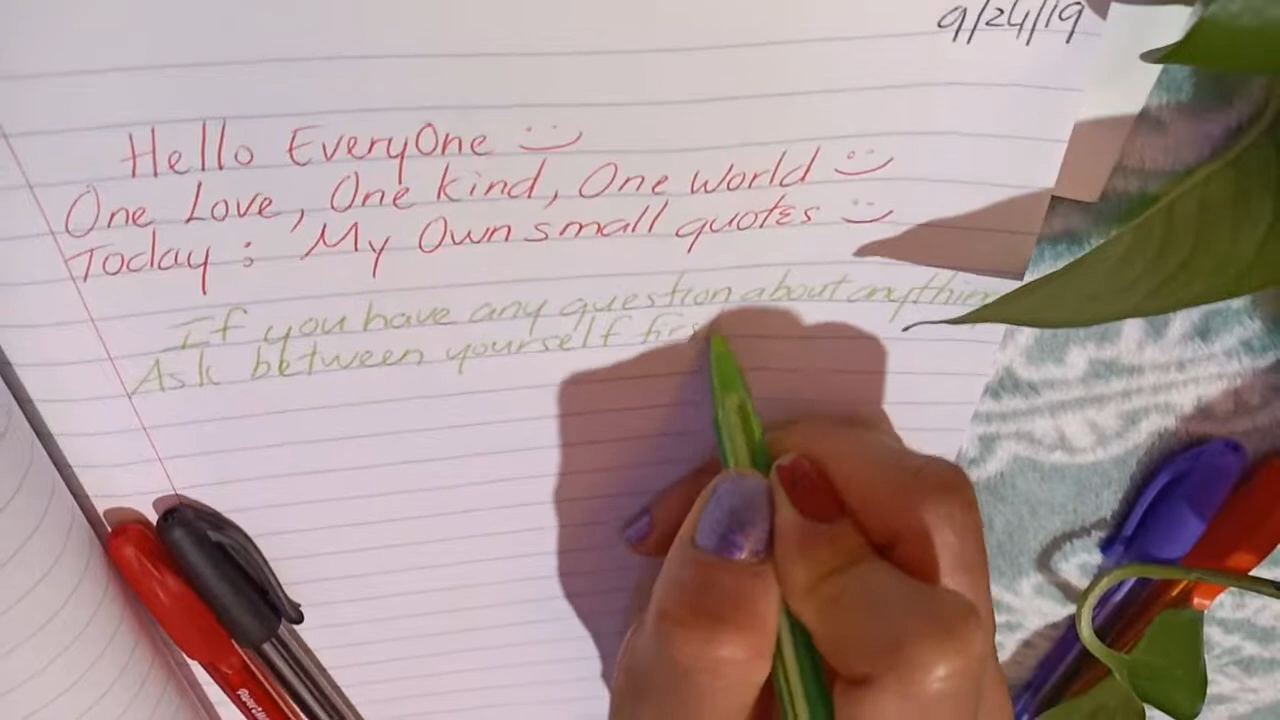 9/24/19
Hello EveryOne :)
One Love, One kind, One world :)
Today : My Own small quotes :)
If you have any question about anything
Ask between yourself firs